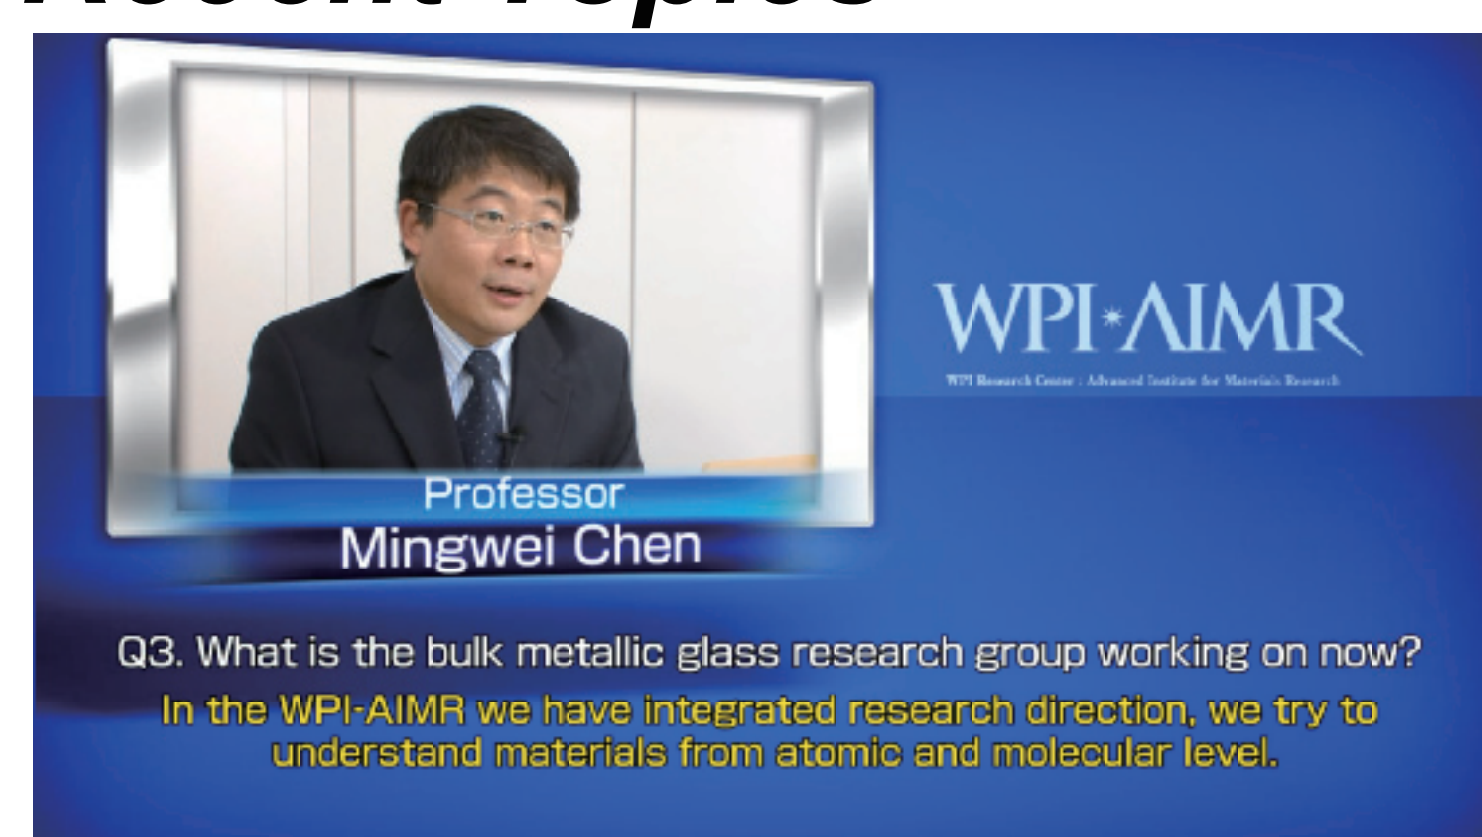 Recent Topics
WPI AIMR
WPI Research Center : Advanced Institute for Materials Research
Professor
Mingwei Chen
Q3. What is the bulk metallic glass research group working on now?
In the WPI-AIMR we have integrated research direction, we try to
understand materials from atomic and molecular level.